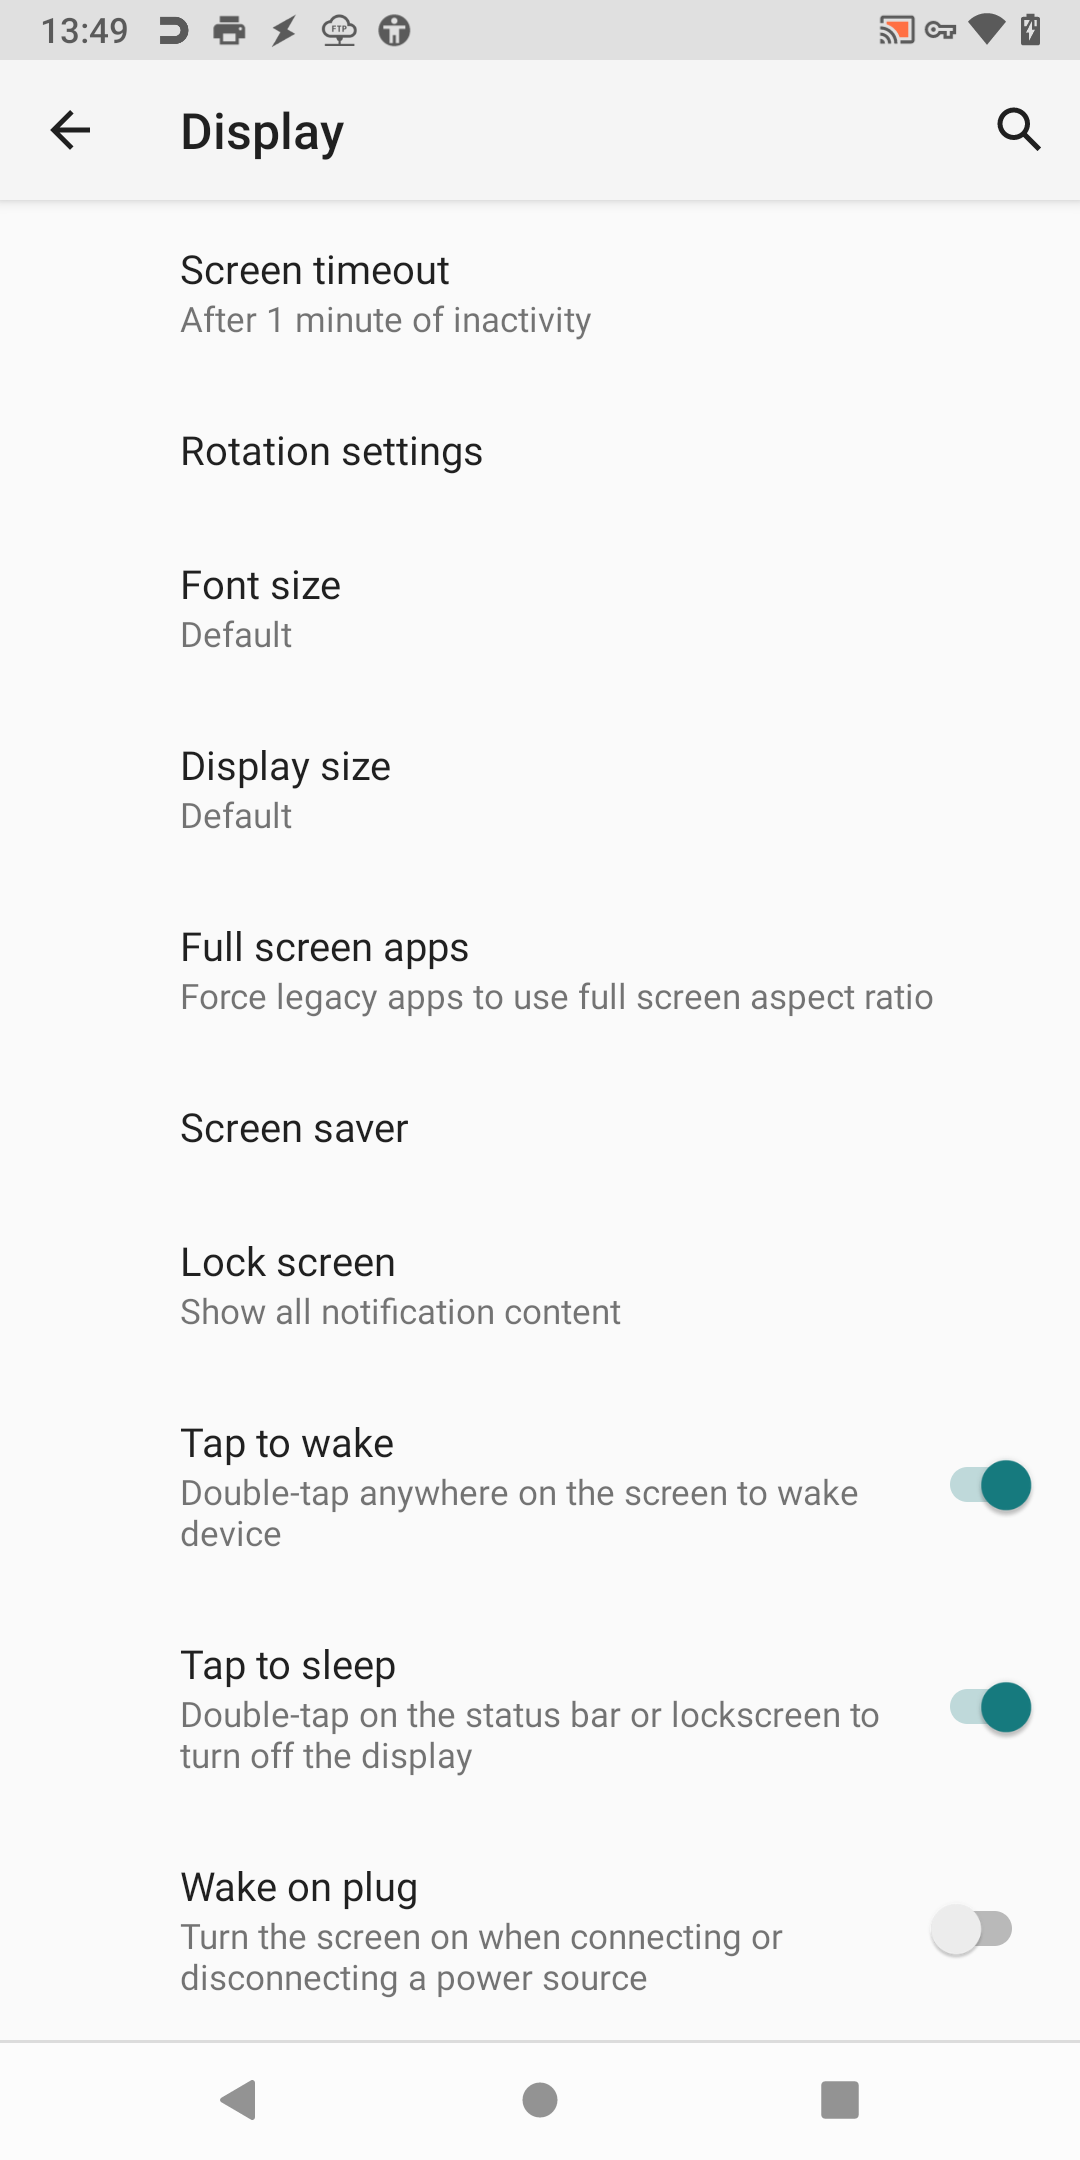 13:49
FTP
Display
Screen timeout
After 1 minute of inactivity
Rotation settings
Font size
Default
Display size
Default
Full screen apps
Force legacy apps to use full screen aspect ratio
Screen saver
Lock screen
Show all notification content
Tap to wake
Double-tap anywhere on the screen to wake
device
Tap to sleep
Double-tap on the status bar or lockscreen to
turn off the display
Wake on plug
Turn the screen on when connecting or
disconnecting a power source